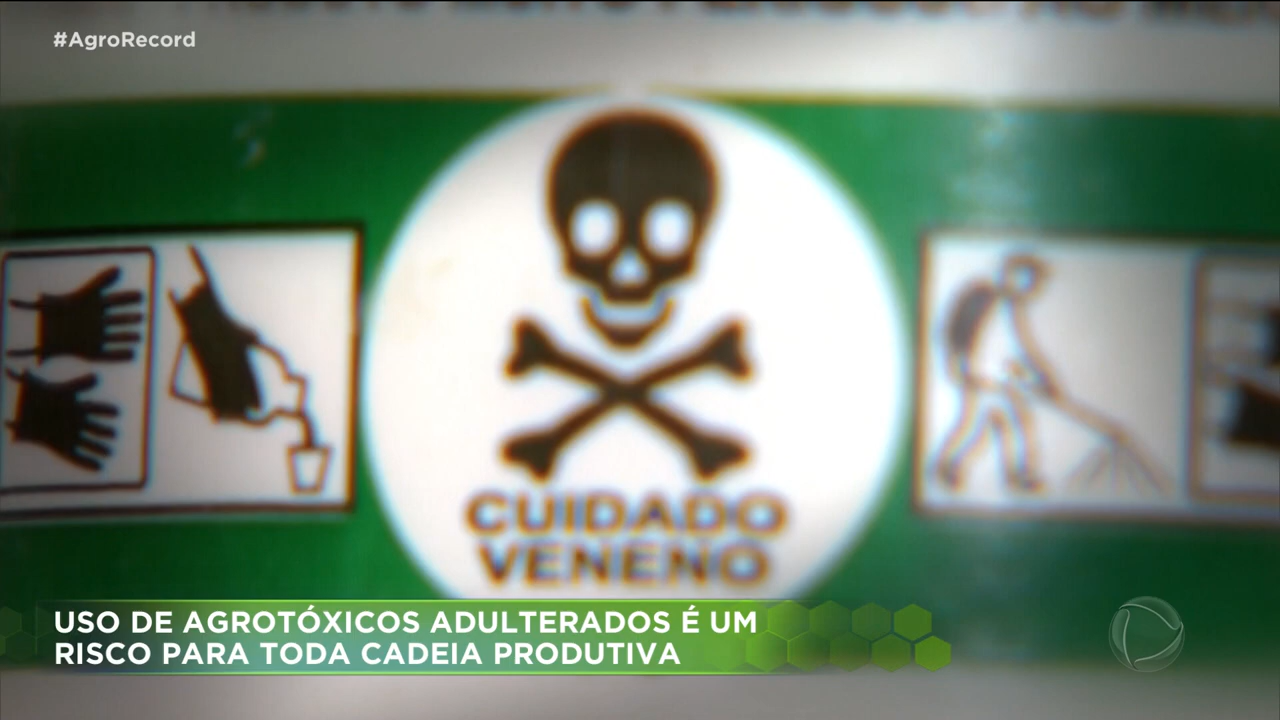 #AgroRecord
CUIDADO
VENENO
USO DE AGROTÓXICOS ADULTERADOS É UM
RISCO PARA TODA CADEIA PRODUTIVA